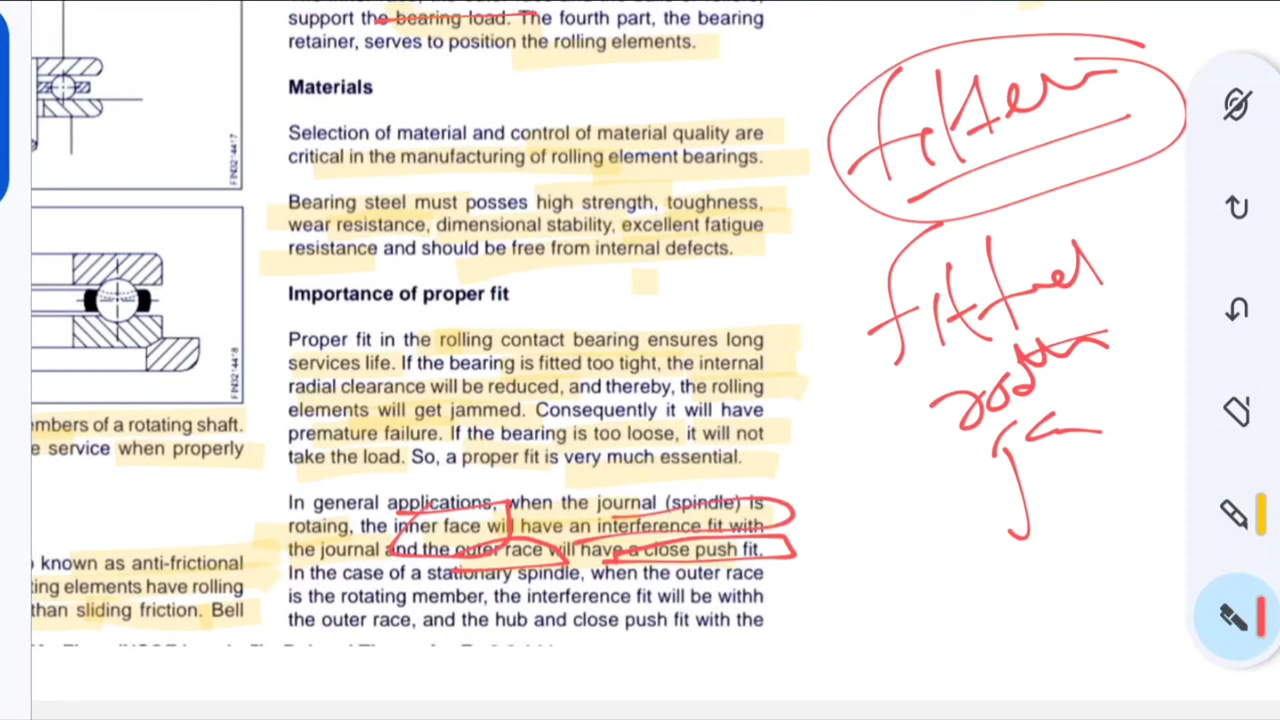 support the bearing load. The fourth part, the bearing
retainer, serves to position the rolling elements.
Materials
Selection of material and control of material quality are
critical in the manufacturing of rolling element bearings.
Bearing steel must posses high strength, toughness,
wear resistance, dimensional stability, excellent fatigue
resistance and should be free from internal defects.
Importance of proper fit
Proper fit in the rolling contact bearing ensures long
services life. If the bearing is fitted too tight, the internal
radial clearance will be reduced, and thereby, the rolling
elements will get jammed. Consequently it will have
premature failure. If the bearing is too loose, it will not
take the load. So, a proper fit is very much essential.
In general applications, when the journal (spindle) is
rotaing, the inner face will have an interference fit with
the journal and the outer race will have a close push fit.
In the case of a stationary spindle, when the outer race
is the rotating member, the interference fit will be withh
the outer race, and the hub and close push fit with the
mbers of a rotating shaft.
e service when properly
known as anti-frictional
ing elements have rolling
than sliding friction. Bell